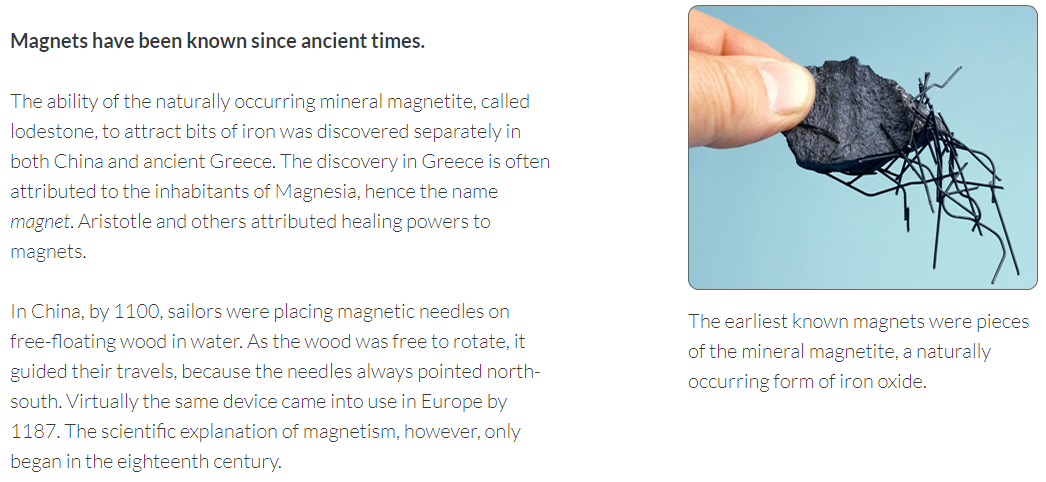 Magnets have been known since ancient times.
The ability of the naturally occurring mineral magnetite, called
lodestone, to attract bits of iron was discovered separately in
both China and ancient Greece. The discovery in Greece is often
attributed to the inhabitants of Magnesia, hence the name
magnet. Aristotle and others attributed healing powers to
magnets.
In China, by 1100, sailors were placing magnetic needles on
free-floating wood in water. As the wood was free to rotate, it
guided their travels, because the needles always pointed north-
south. Virtually the same device came into use in Europe by
1187. The scientific explanation of magnetism, however, only
began in the eighteenth century.
The earliest known magnets were pieces
of the mineral magnetite, a naturally
occurring form of iron oxide.